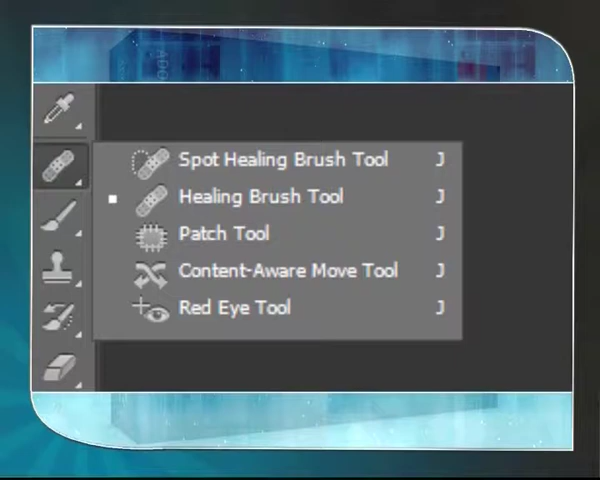 Spot Healing Brush Tool J
Healing Brush Tool J
Patch Tool J
Content-Aware Move Tool J
Red Eye Tool J